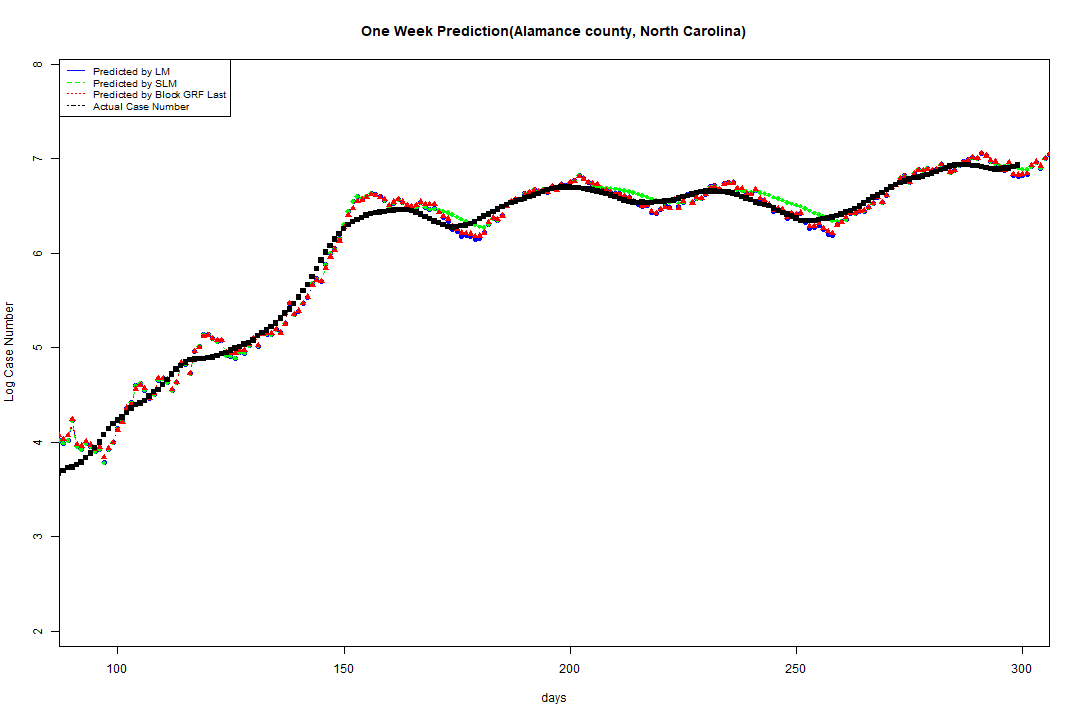 One Week Prediction(Alamance county, North Carolina)
Predicted by LM
Predicted by SLM
Predicted by Block GRF Last
Actual Case Number
8
7
6
5
4
3
2
Log Case Number
100 150 200 250 300
days